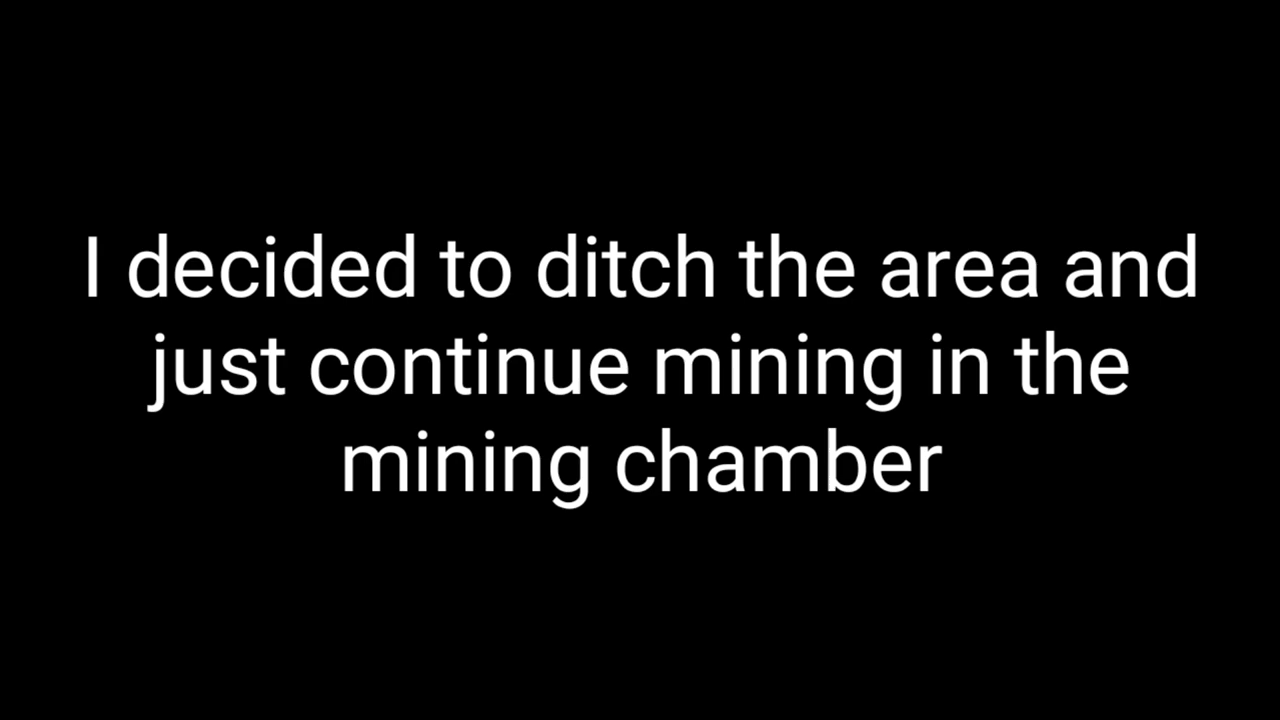 I decided to ditch the area and
just continue mining in the
mining chamber